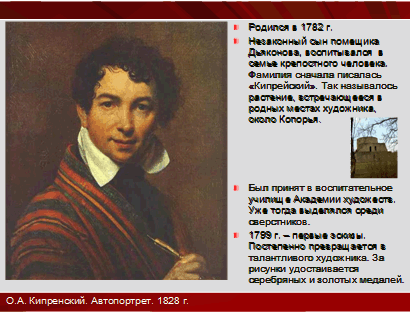 Родился в 1782 г.
Незаконный сын помещика
Дьяконова, воспитывался в
семье крепостного человека.
Фамилия сначала писалась
«Кипрейский». Так называлось
растение, встречающееся в
родных местах художника,
около Копорья.
Был принят в воспитательное
училище Академии художеств.
Уже тогда выделялся среди
сверстников.
1799 г. – первые эскизы.
Постепенно превращается в
талантливого художника. За
рисунки удостаивается
серебряных и золотых медалей.
О.А. Кипренский. Автопортрет. 1828 г.